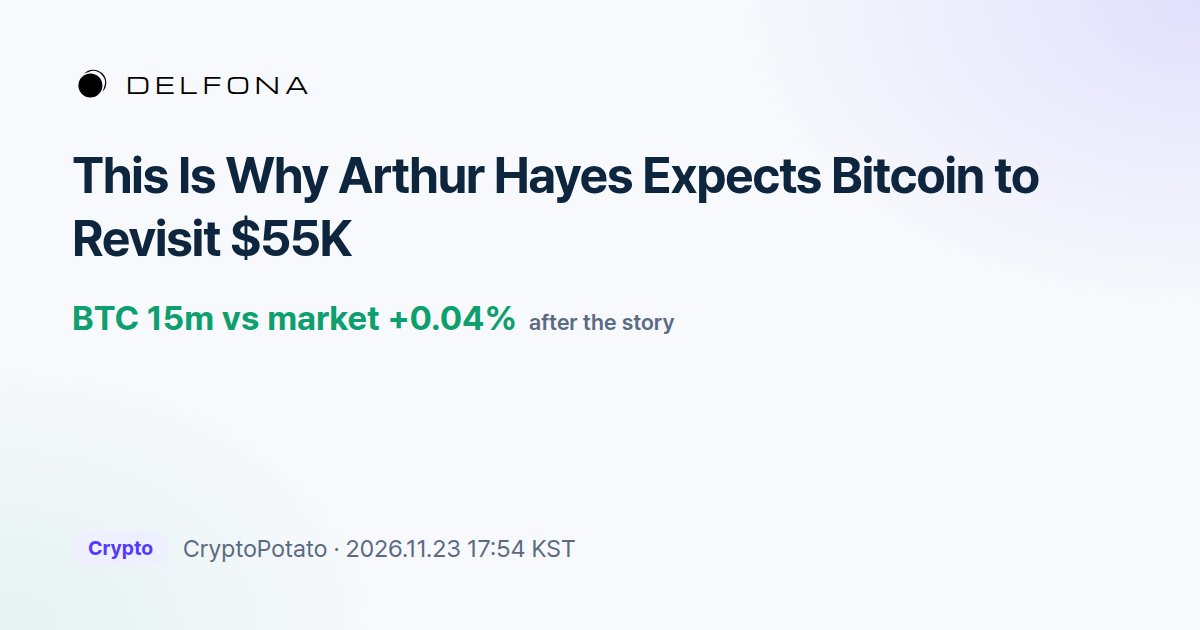 DELFONA
This Is Why Arthur Hayes Expects Bitcoin to
Revisit $55K
BTC 15m vs market +0.04% after the story
Crypto CryptoPotato · 2026.11.23 17:54 KST